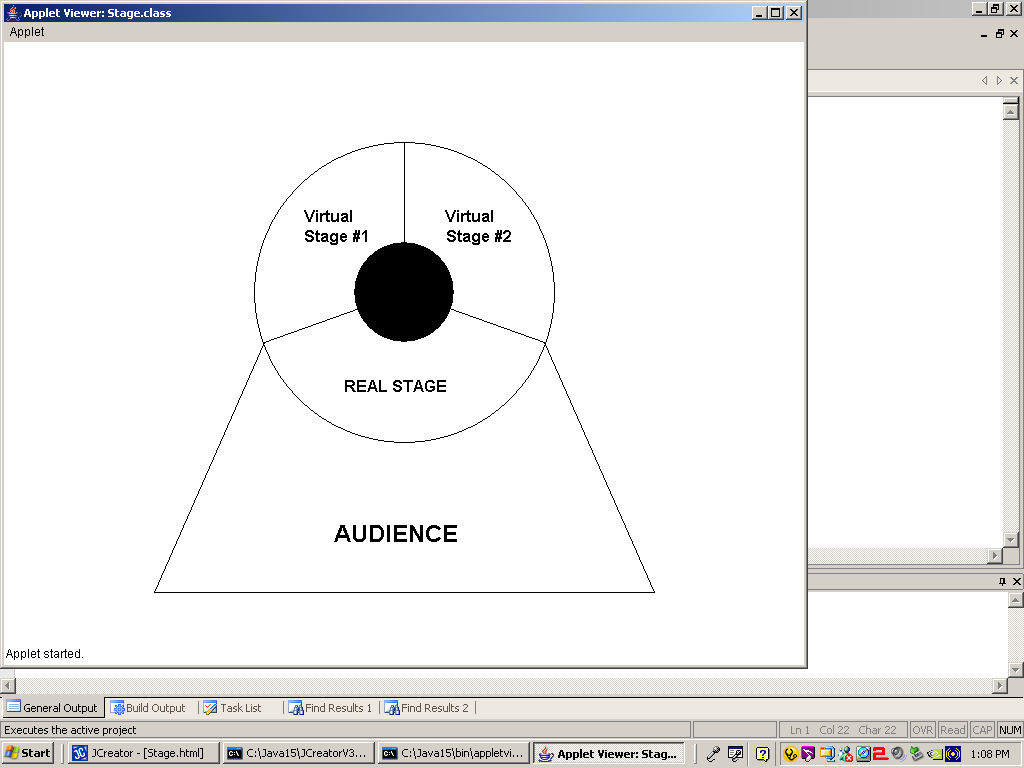 Applet Viewer: Stage.class
Applet
Virtual
Stage #1
Virtual
Stage #2
REAL STAGE
AUDIENCE
Applet started.
General Output
Build Output
Task List
Find Results 1
Find Results 2
Executes the active project
Ln 1 Col 22 Char 22
OVR
Read
CAP
NUM
Start
JCreator - [Stage.html]
C:\Java15\JCreatorV3...
C:\Java15\bin\appletvi...
Applet Viewer: Stag...
1:08 PM